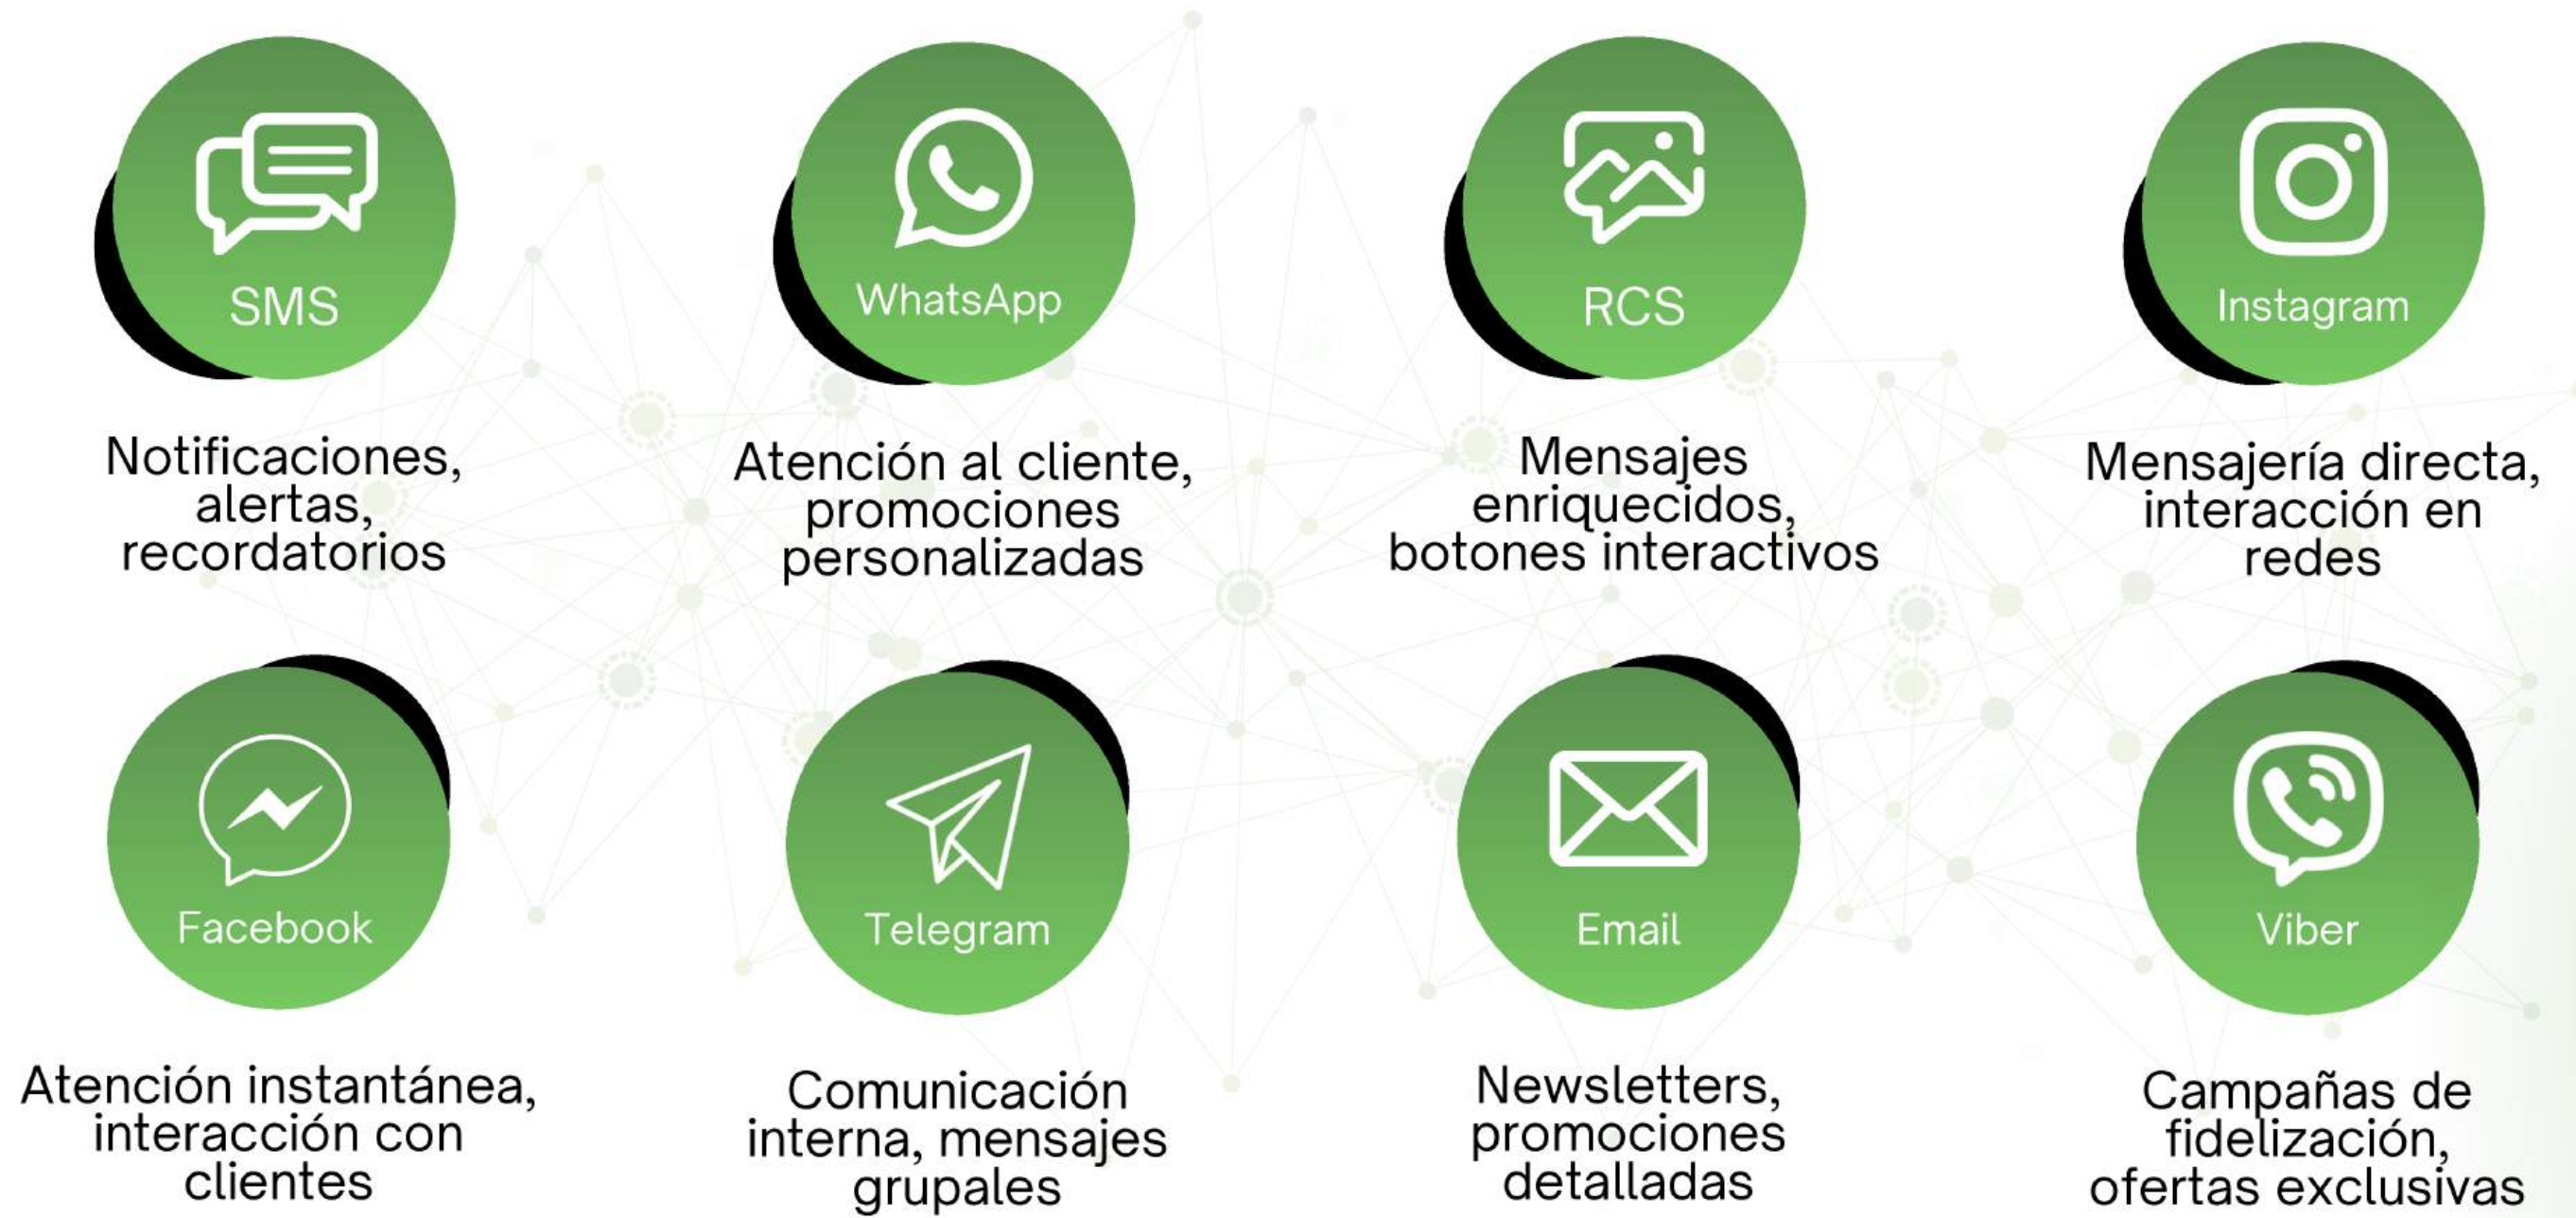 SMS
Notificaciones,
alertas,
recordatorios
WhatsApp
Atención al cliente,
promociones
personalizadas
RCS
Mensajes
enriquecidos,
botones interactivos
Instagram
Mensajería directa,
interacción en
redes
Facebook
Atención instantánea,
interacción con
clientes
Telegram
Comunicación
interna, mensajes
grupales
Email
Newsletters,
promociones
detalladas
Viber
Campañas de
fidelización,
ofertas exclusivas